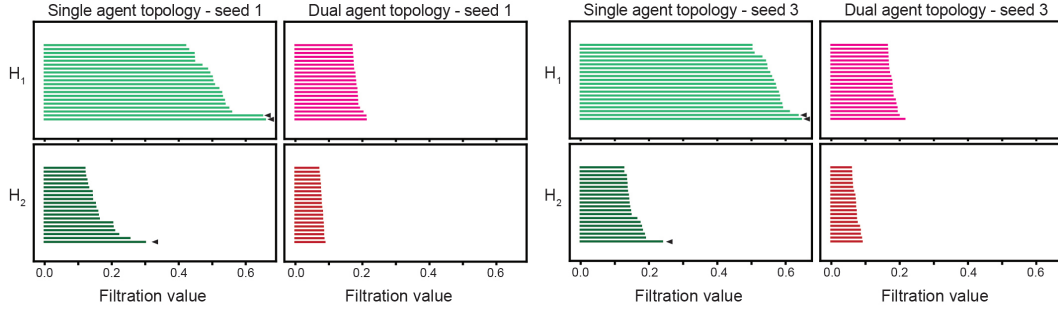 Single agent topology - seed 1
Dual agent topology - seed 1
Single agent topology - seed 3
Dual agent topology - seed 3
H1
H1
H2
H2
0.0 0.2 0.4 0.6
0.0 0.2 0.4 0.6
0.0 0.2 0.4 0.6
0.0 0.2 0.4 0.6
Filtration value
Filtration value
Filtration value
Filtration value